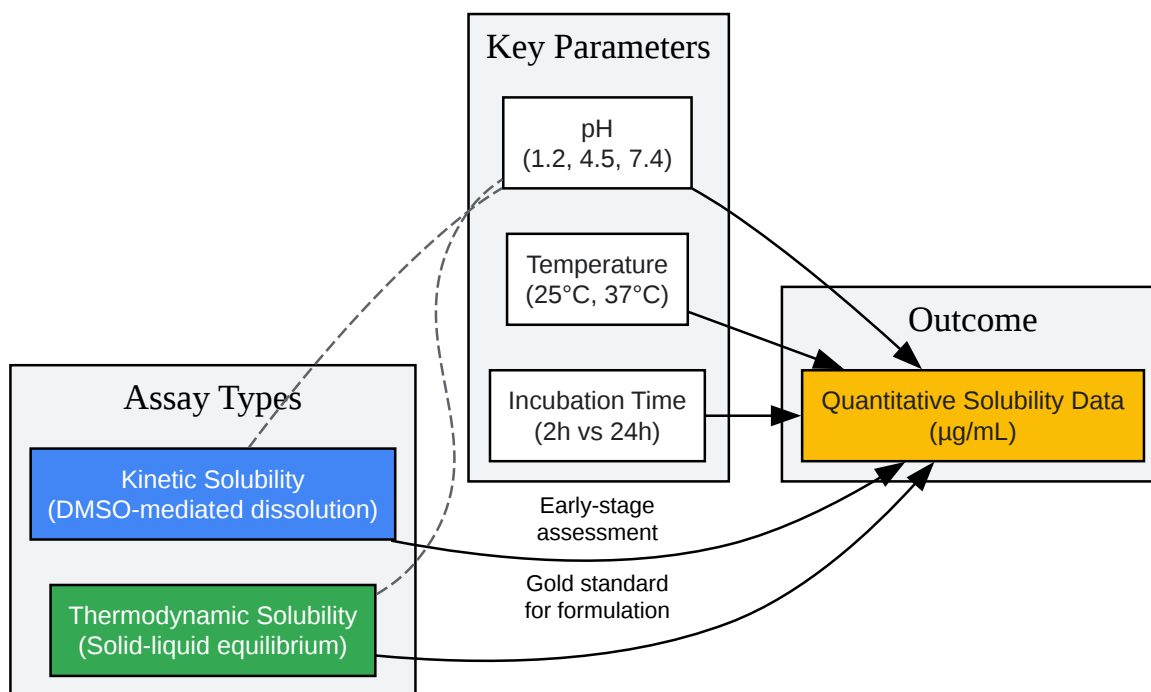 Key Parameters
pH
(1.2, 4.5, 7.4)
Temperature
(25°C, 37°C)
Incubation Time
(2h vs 24h)
Outcome
Quantitative Solubility Data
(µg/mL)
Assay Types
Kinetic Solubility
(DMSO-mediated dissolution)
Thermodynamic Solubility
(Solid-liquid equilibrium)
Early-stage
assessment
Gold standard
for formulation